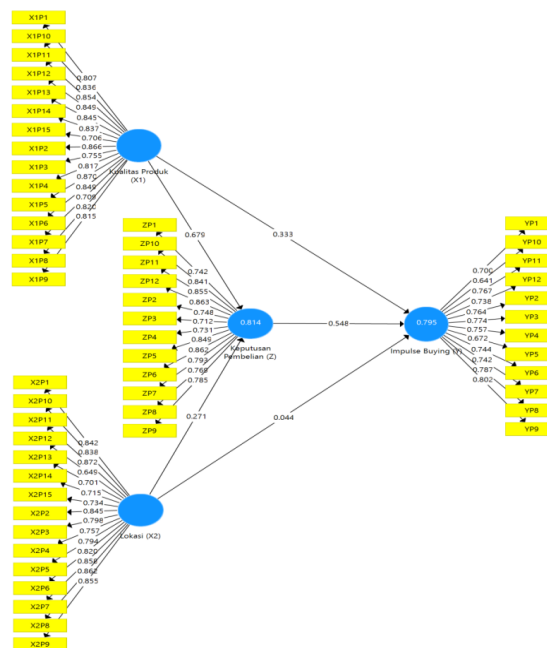 X1P1
X1P10
X1P11
X1P12
X1P13
X1P14
X1P15
X1P2
X1P3
X1P4
X1P5
X1P6
X1P7
X1P8
X1P9
0.807
0.836
0.854
0.849
0.845
0.837
0.706
0.866
0.755
0.817
0.870
0.849
0.709
0.820
0.815
Kualitas Produk
(X1)
0.679
0.333
ZP1
ZP10
ZP11
ZP12
ZP2
ZP3
ZP4
ZP5
ZP6
ZP7
ZP8
ZP9
0.742
0.841
0.855
0.863
0.748
0.712
0.731
0.849
0.862
0.793
0.768
0.785
0.814
Keputusan
Pembelian (Z)
0.548
0.271
0.044
YP1
YP10
YP11
YP12
YP2
YP3
YP4
YP5
YP6
YP7
YP8
YP9
0.700
0.641
0.767
0.738
0.764
0.774
0.757
0.672
0.744
0.742
0.787
0.802
0.795
Impulse Buying (Y)
X2P1
X2P10
X2P11
X2P12
X2P13
X2P14
X2P15
X2P2
X2P3
X2P4
X2P5
X2P6
X2P7
X2P8
X2P9
0.842
0.838
0.872
0.649
0.701
0.715
0.734
0.845
0.798
0.757
0.794
0.820
0.858
0.862
0.855
Lokasi (X2)